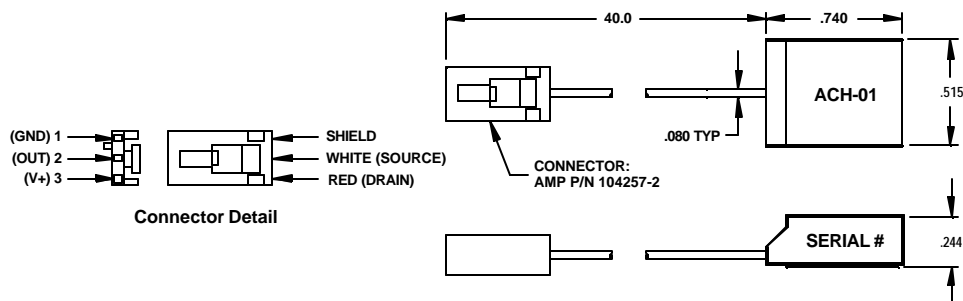 40.0
.740
ACH-01
.515
.080 TYP
(GND) 1
(OUT) 2
(V+) 3
SHIELD
WHITE (SOURCE)
RED (DRAIN)
CONNECTOR:
AMP P/N 104257-2
Connector Detail
SERIAL #
.244